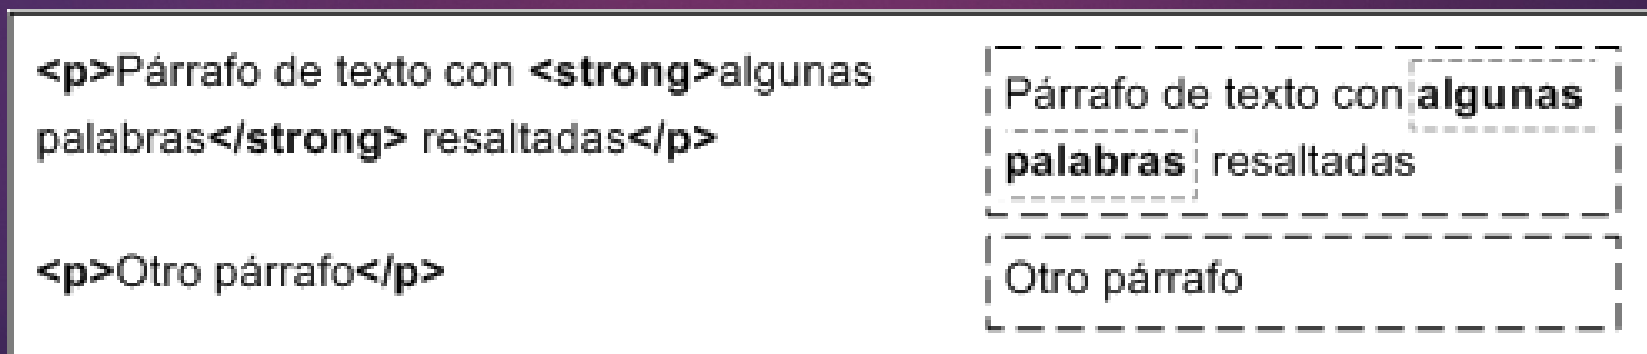 <p>Párrafo de texto con <strong>algunas
palabras</strong> resaltadas</p>
<p>Otro párrafo</p>
Párrafo de texto con algunas
palabras resaltadas
Otro párrafo